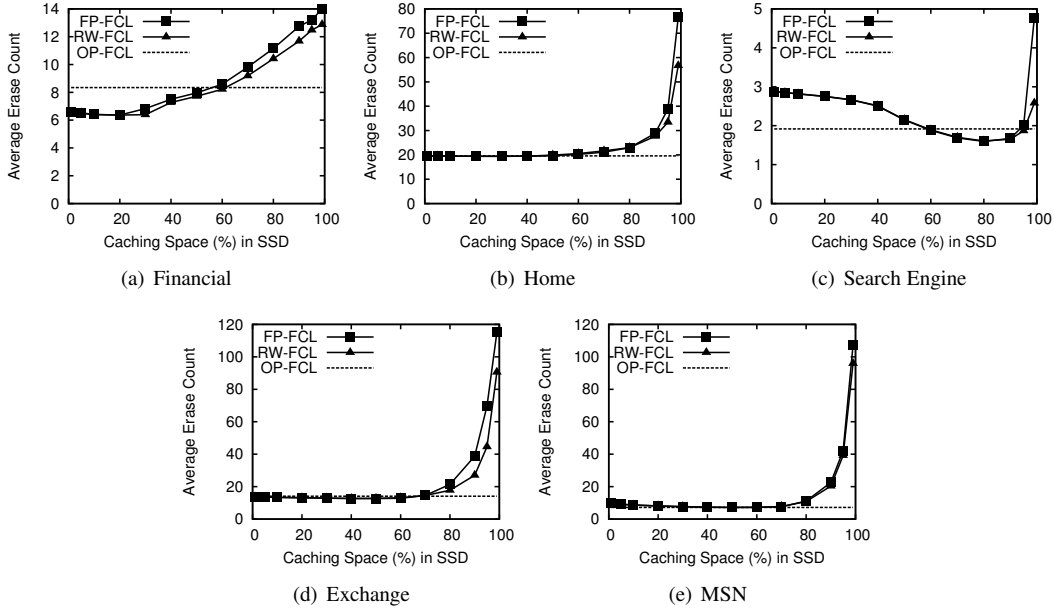 Average Erase Count
14
12
10
8
6
4
2
0
FP-FCL
RW-FCL
OP-FCL
0 20 40 60 80 100
Caching Space (%) in SSD
(a) Financial
Average Erase Count
80
70
60
50
40
30
20
10
0
FP-FCL
RW-FCL
OP-FCL
0 20 40 60 80 100
Caching Space (%) in SSD
(b) Home
Average Erase Count
5
4
3
2
1
0
FP-FCL
RW-FCL
OP-FCL
0 20 40 60 80 100
Caching Space (%) in SSD
(c) Search Engine
Average Erase Count
120
100
80
60
40
20
0
FP-FCL
RW-FCL
OP-FCL
0 20 40 60 80 100
Caching Space (%) in SSD
(d) Exchange
Average Erase Count
120
100
80
60
40
20
0
FP-FCL
RW-FCL
OP-FCL
0 20 40 60 80 100
Caching Space (%) in SSD
(e) MSN